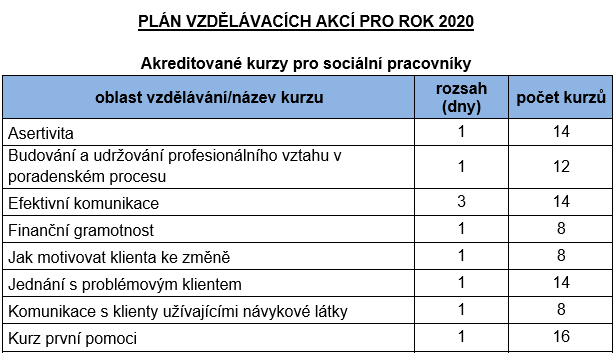 PLÁN VZDĚLÁVACÍCH AKCÍ PRO ROK 2020
Akreditované kurzy pro sociální pracovníky
oblast vzdělávání/název kurzu rozsah (dny) počet kurzů
Asertivita 1 14
Budování a udržování profesionálního vztahu v
poradenském procesu 1 12
Efektivní komunikace 3 14
Finanční gramotnost 1 8
Jak motivovat klienta ke změně 1 8
Jednání s problémovým klientem 1 14
Komunikace s klienty užívajícími návykové látky 1 8
Kurz první pomoci 1 16